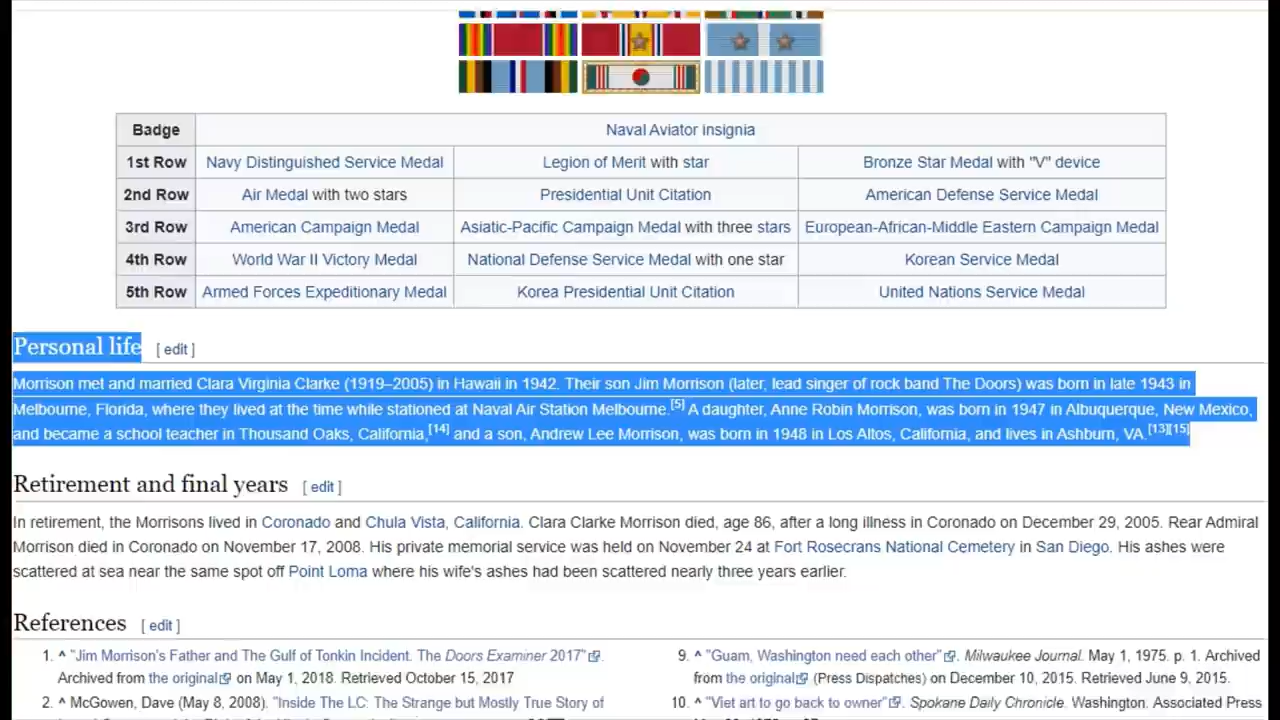 Badge Naval Aviator insignia
1st Row Navy Distinguished Service Medal Legion of Merit with star Bronze Star Medal with "V" device
2nd Row Air Medal with two stars Presidential Unit Citation American Defense Service Medal
3rd Row American Campaign Medal Asiatic-Pacific Campaign Medal with three stars European-African-Middle Eastern Campaign Medal
4th Row World War II Victory Medal National Defense Service Medal with one star Korean Service Medal
5th Row Armed Forces Expeditionary Medal Korea Presidential Unit Citation United Nations Service Medal
Personal life [ edit ]
Morrison met and married Clara Virginia Clarke (1919–2005) in Hawaii in 1942. Their son Jim Morrison (later, lead singer of rock band The Doors) was born in late 1943 in
Melbourne, Florida, where they lived at the time while stationed at Naval Air Station Melbourne.[5] A daughter, Anne Robin Morrison, was born in 1947 in Albuquerque, New Mexico,
and became a school teacher in Thousand Oaks, California,[14] and a son, Andrew Lee Morrison, was born in 1948 in Los Altos, California, and lives in Ashburn, VA.[13][15]
Retirement and final years [ edit ]
In retirement, the Morrisons lived in Coronado and Chula Vista, California. Clara Clarke Morrison died, age 86, after a long illness in Coronado on December 29, 2005. Rear Admiral
Morrison died in Coronado on November 17, 2008. His private memorial service was held on November 24 at Fort Rosecrans National Cemetery in San Diego. His ashes were
scattered at sea near the same spot off Point Loma where his wife's ashes had been scattered nearly three years earlier.
References [ edit ]
1. ^ "Jim Morrison's Father and The Gulf of Tonkin Incident. The Doors Examiner 2017".
Archived from the original on May 1, 2018. Retrieved October 15, 2017
2. ^ McGowen, Dave (May 8, 2008). "Inside The LC: The Strange but Mostly True Story of
9. ^ "Guam, Washington need each other". Milwaukee Journal. May 1, 1975. p. 1. Archived
from the original (Press Dispatches) on December 10, 2015. Retrieved June 9, 2015.
10. ^ "Viet art to go back to owner". Spokane Daily Chronicle. Washington. Associated Press